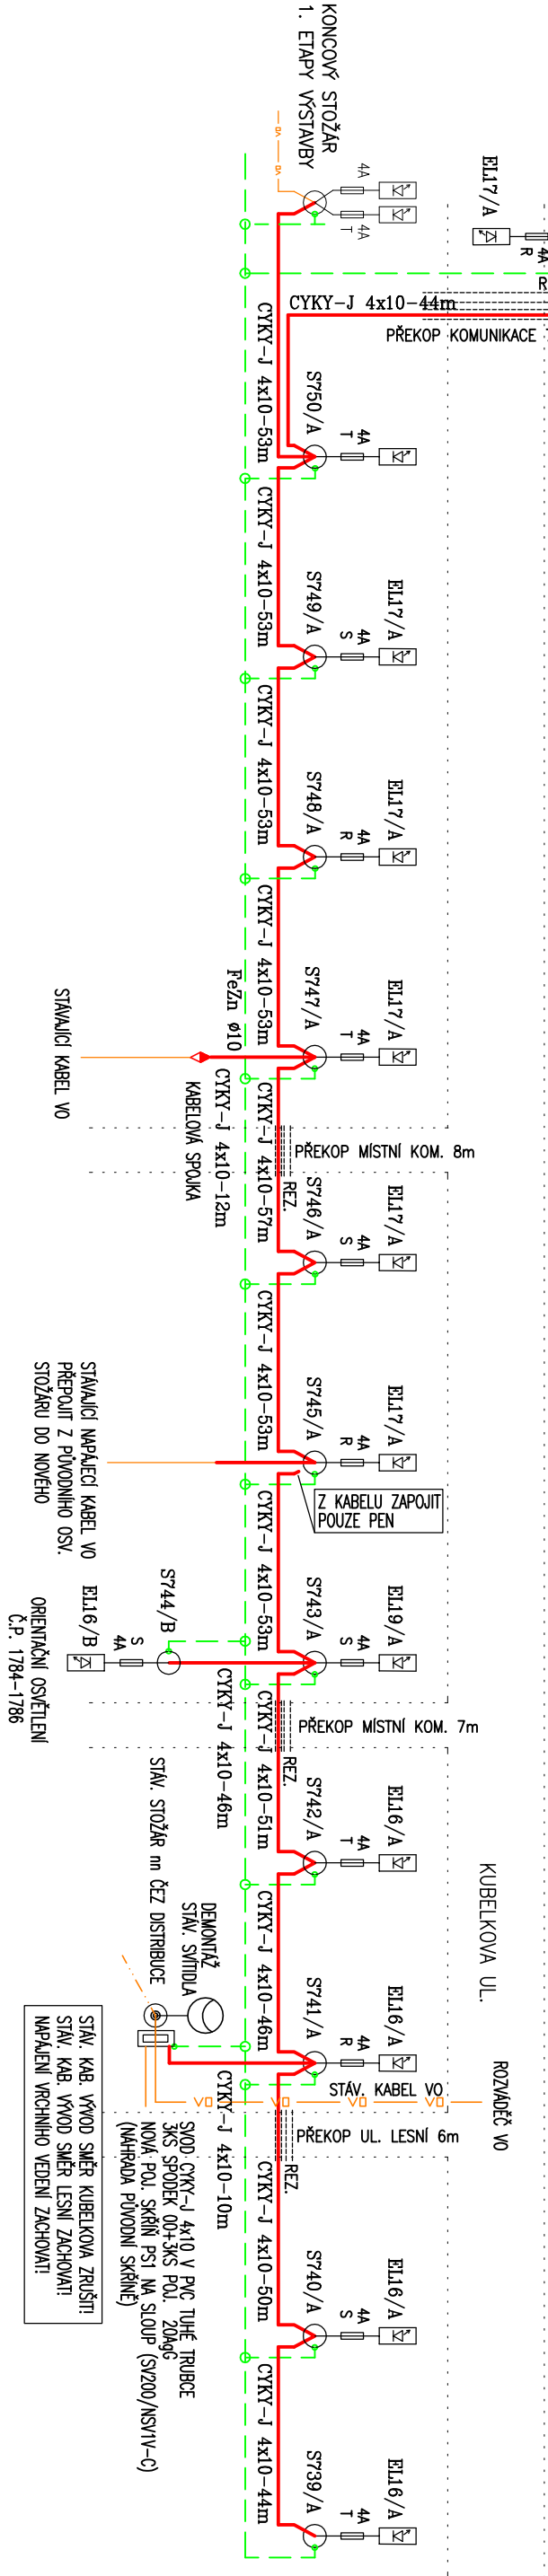 KONCOVÝ STOŽÁR
1. ETAPY VÝSTAVBY
4A
4A
T
EL17/A
4A
R
R
CYKY-J 4x10-44m
PŘEKOP KOMUNIKACE
CYKY-J 4x10-53m
S750/A
4A
T
CYKY-J 4x10-53m
S749/A
4A
S
EL17/A
CYKY-J 4x10-53m
S748/A
4A
R
EL17/A
CYKY-J 4x10-53m
S747/A
4A
T
EL17/A
FeZn ø10
STÁVAJÍCÍ KABEL VO
KABELOVÁ SPOJKA
CYKY-J 4x10-12m
CYKY-J 4x10-57m
REZ.
PŘEKOP MÍSTNÍ KOM. 8m
S746/A
4A
S
EL17/A
CYKY-J 4x10-53m
S745/A
4A
R
EL17/A
STÁVAJÍCÍ NAPÁJECÍ KABEL VO
PŘEPOJIT Z PŮVODNÍHO OSV.
STOŽÁRU DO NOVÉHO
Z KABELU ZAPOJIT
POUZE PEN
CYKY-J 4x10-53m
S743/A
4A
S
EL19/A
S744/B
S
4A
EL16/B
ORIENTAČNÍ OSVĚTLENÍ
Č.P. 1784-1786
CYKY-J 4x10-46m
CYKY-J 4x10-51m
REZ.
PŘEKOP MÍSTNÍ KOM. 7m
S742/A
4A
T
EL16/A
KUBELKOVA UL.
CYKY-J 4x10-46m
S741/A
4A
R
EL16/A
STÁV. STOŽÁR nn ČEZ DISTRIBUCE
DEMONTÁŽ
STÁV. SVÍTIDLA
STÁV. KABEL VO
ROZVÁDĚČ VO
CYKY-J 4x10-10m
PŘEKOP UL. LESNÍ 6m
REZ.
SVOD CYKY-J 4x10 V PVC TUHÉ TRUBCE
3KS SPODEK 00+3KS POJ. 20AgG
NOVÁ POJ. SKŘÍŇ PS1 NA SLOUP (SV200/NSV1V-C)
(NÁHRADA PŮVODNÍ SKŘÍNĚ)
STÁV. KAB. VÝVOD SMĚR KUBELKOVA ZRUŠIT!
STÁV. KAB. VÝVOD SMĚR LESNÍ ZACHOVAT!
NAPÁJENÍ VRCHNÍHO VEDENÍ ZACHOVAT!
CYKY-J 4x10-50m
S740/A
4A
S
EL16/A
CYKY-J 4x10-44m
S739/A
4A
T
EL16/A